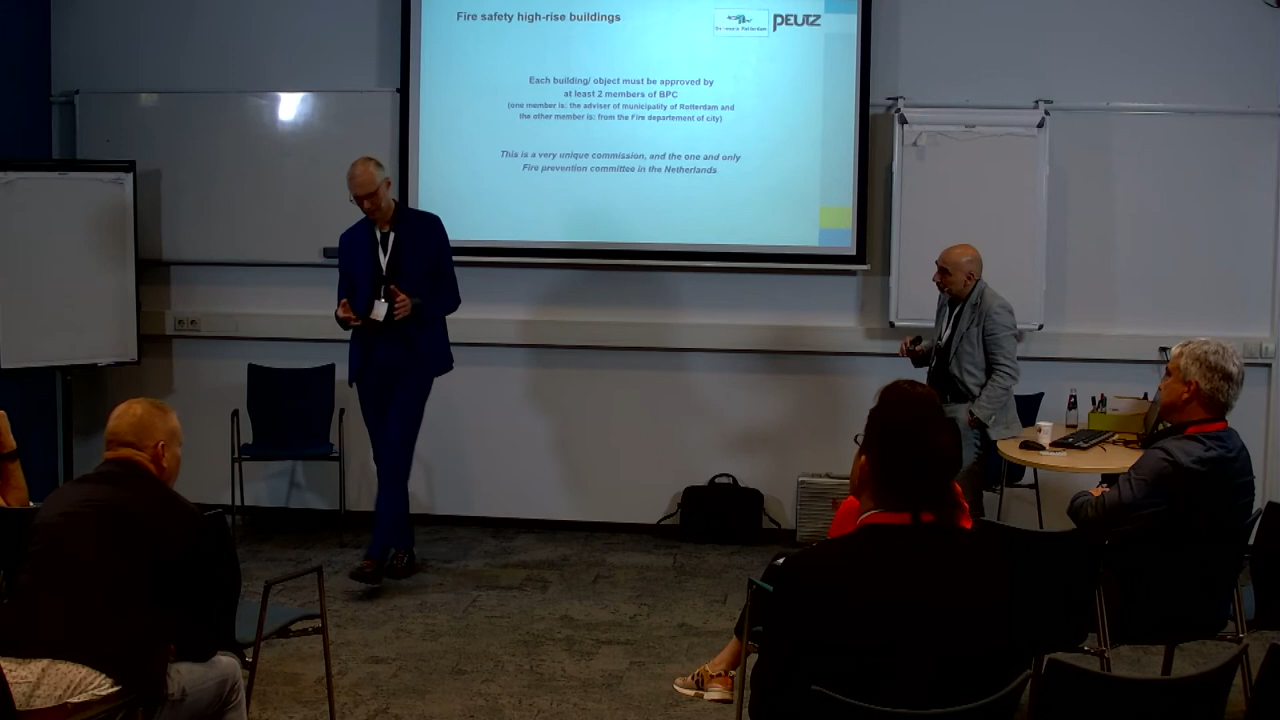 Fire safety high-rise buildings
Gemeente Rotterdam
PEUTZ
Each building/ object must be approved by
at least 2 members of BPC
(one member is: the adviser of municipality of Rotterdam and
the other member is: from the Fire departement of city)
This is a very unique commission, and the one and only
Fire prevention committee in the Netherlands